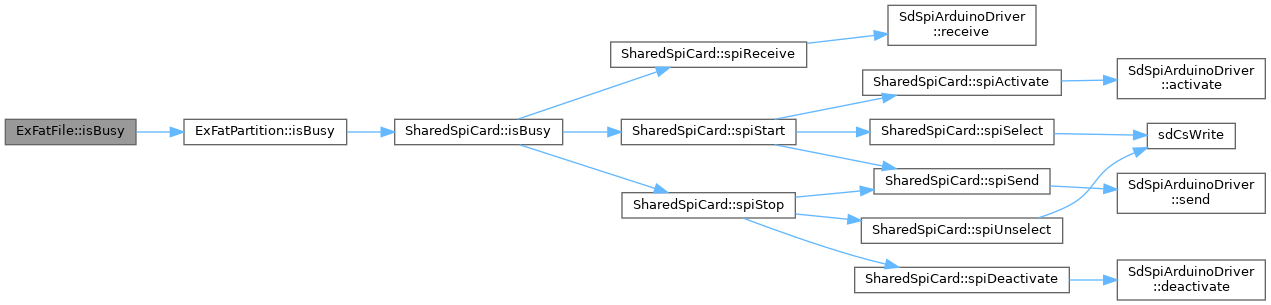 ExFatFile::isBusy
ExFatPartition::isBusy
SharedSpiCard::isBusy
SharedSpiCard::spiReceive
SdSpiArduinoDriver
::receive
SharedSpiCard::spiStart
SharedSpiCard::spiActivate
SdSpiArduinoDriver
::activate
SharedSpiCard::spiSelect
sdCsWrite
SharedSpiCard::spiSend
SdSpiArduinoDriver
::send
SharedSpiCard::spiStop
SharedSpiCard::spiUnselect
SharedSpiCard::spiDeactivate
SdSpiArduinoDriver
::deactivate